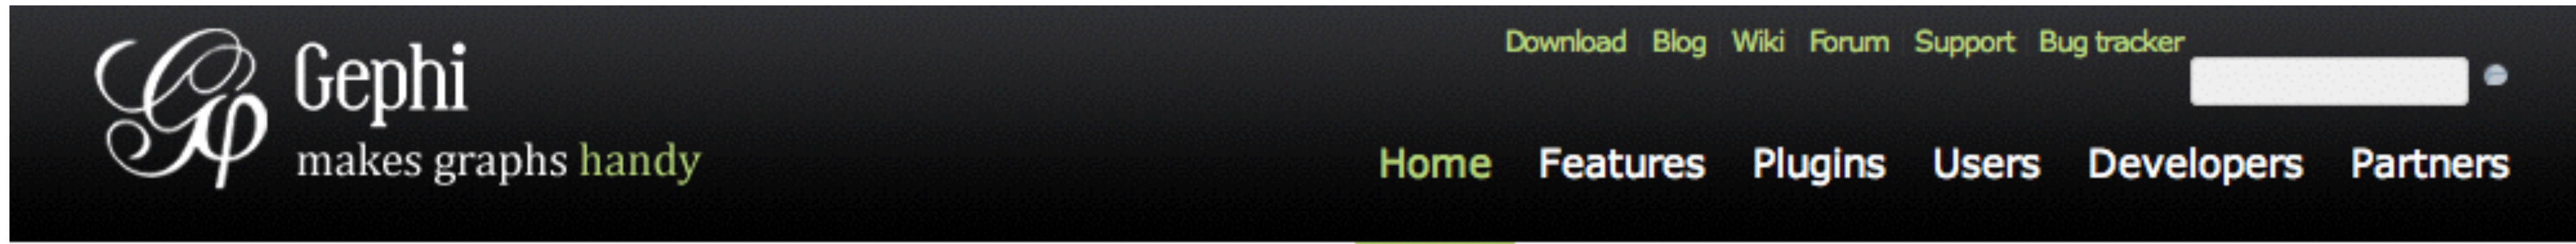 Gephi
makes graphs handy
Download Blog Wiki Forum Support Bug tracker
Home Features Plugins Users Developers Partners